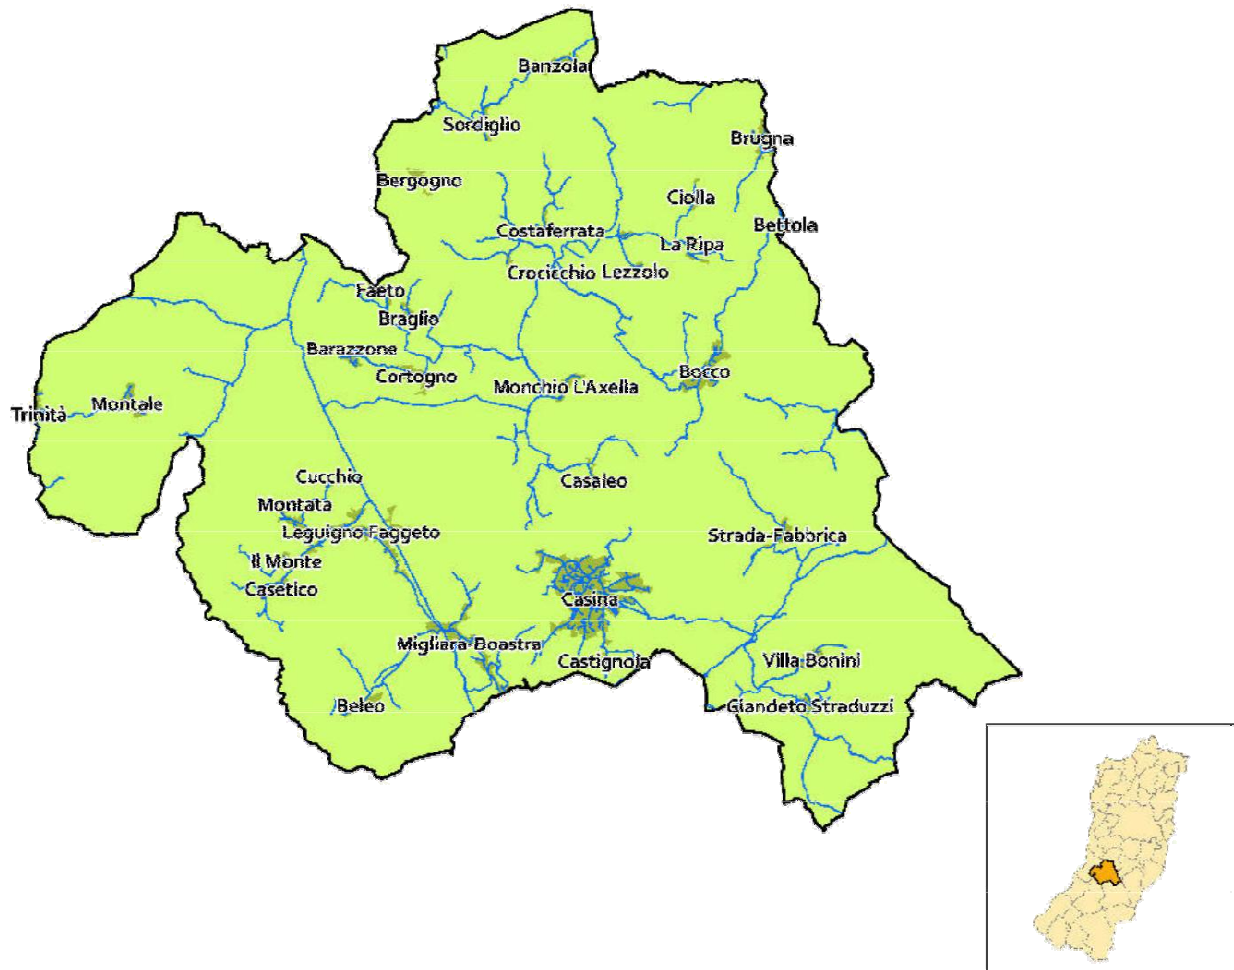 Banzola
Sordiglio
Brugna
Bergogno
Ciolla
Bettola
Costaferrata
La Ripa
Crocicchio Lezzolo
Faeto
Braglio
Barazzone
Cortogno
Bocco
Monchio L'Axella
Montale
Trinità
Cucchio
Casaleo
Montata
Leguigno Faggeto
Strada-Fabbrica
Il Monte
Casetico
Casina
Migliara-Boastra
Castignola
Villa Bonini
Beleo
Giandeto Straduzzi